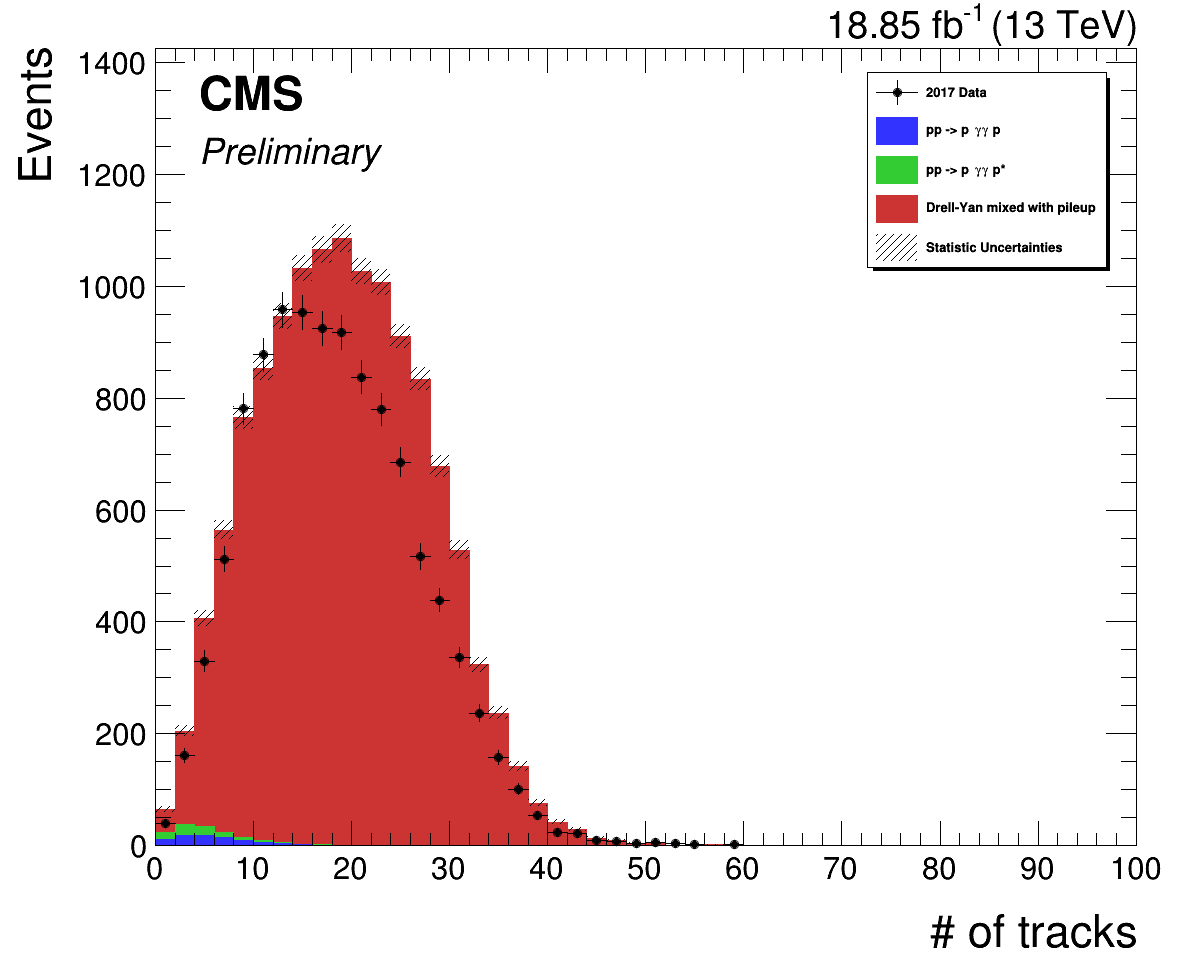 18.85 fb⁻¹ (13 TeV)
Events
CMS
Preliminary
2017 Data
pp -> p γγ p
pp -> p γγ p*
Drell-Yan mixed with pileup
Statistic Uncertainties
1400
1200
1000
800
600
400
200
0
0 10 20 30 40 50 60 70 80 90 100
# of tracks